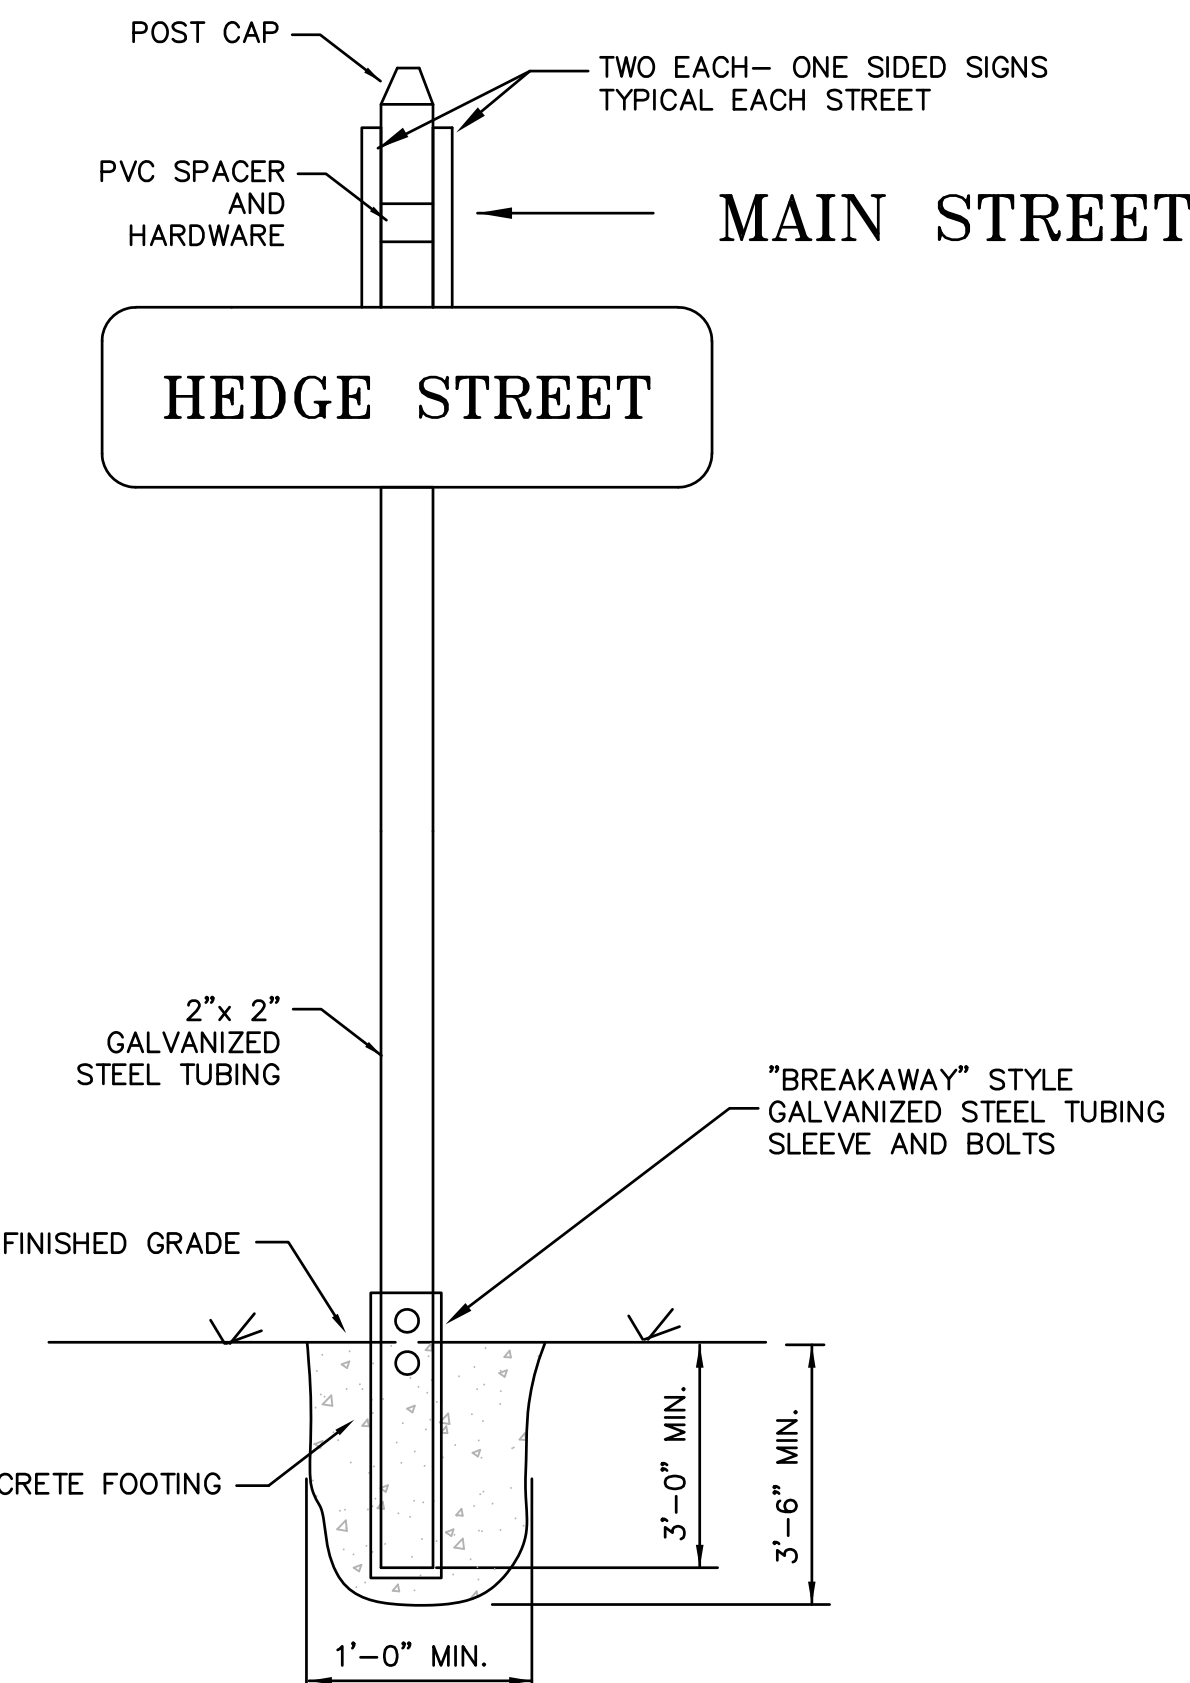 POST CAP
TWO EACH– ONE SIDED SIGNS
TYPICAL EACH STREET
PVC SPACER
AND
HARDWARE
MAIN STREET
HEDGE STREET
2"x 2"
GALVANIZED
STEEL TUBING
"BREAKAWAY" STYLE
GALVANIZED STEEL TUBING
SLEEVE AND BOLTS
FINISHED GRADE
CRETE FOOTING
3'–0" MIN.
3'–6" MIN.
1'–0" MIN.